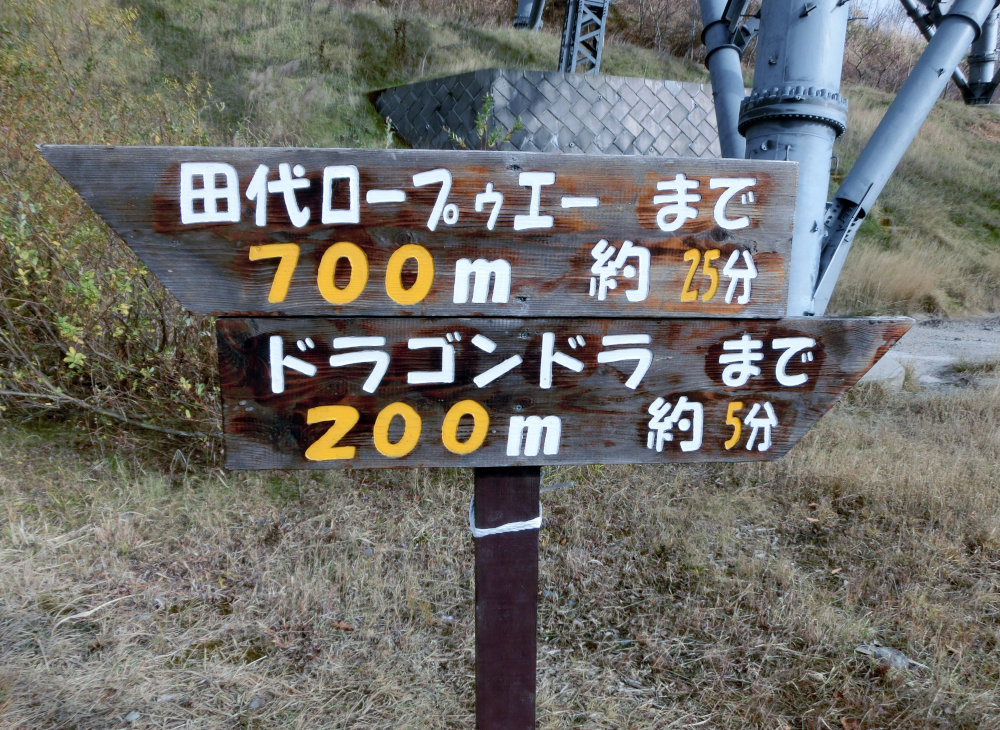 田代ロープゥエー まで
700m 約 25分
ドラゴンドラ まで
200m 約 5分